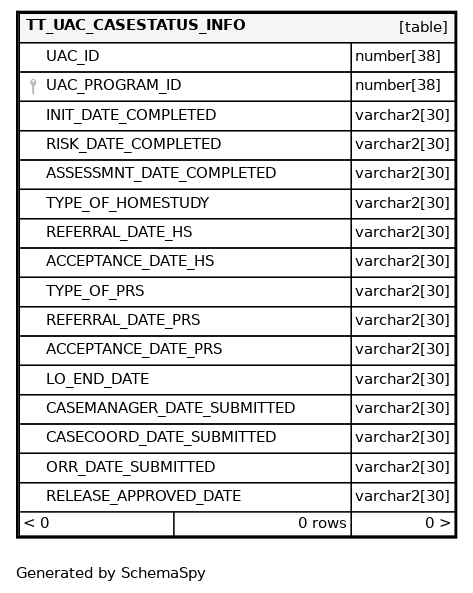 TT_UAC_CASESTATUS_INFO [table]
UAC_ID number[38]
UAC_PROGRAM_ID number[38]
INIT_DATE_COMPLETED varchar2[30]
RISK_DATE_COMPLETED varchar2[30]
ASSESSMNT_DATE_COMPLETED varchar2[30]
TYPE_OF_HOMESTUDY varchar2[30]
REFERRAL_DATE_HS varchar2[30]
ACCEPTANCE_DATE_HS varchar2[30]
TYPE_OF_PRS varchar2[30]
REFERRAL_DATE_PRS varchar2[30]
ACCEPTANCE_DATE_PRS varchar2[30]
LO_END_DATE varchar2[30]
CASEMANAGER_DATE_SUBMITTED varchar2[30]
CASECOORD_DATE_SUBMITTED varchar2[30]
ORR_DATE_SUBMITTED varchar2[30]
RELEASE_APPROVED_DATE varchar2[30]
< 0 0 rows 0 >
Generated by SchemaSpy